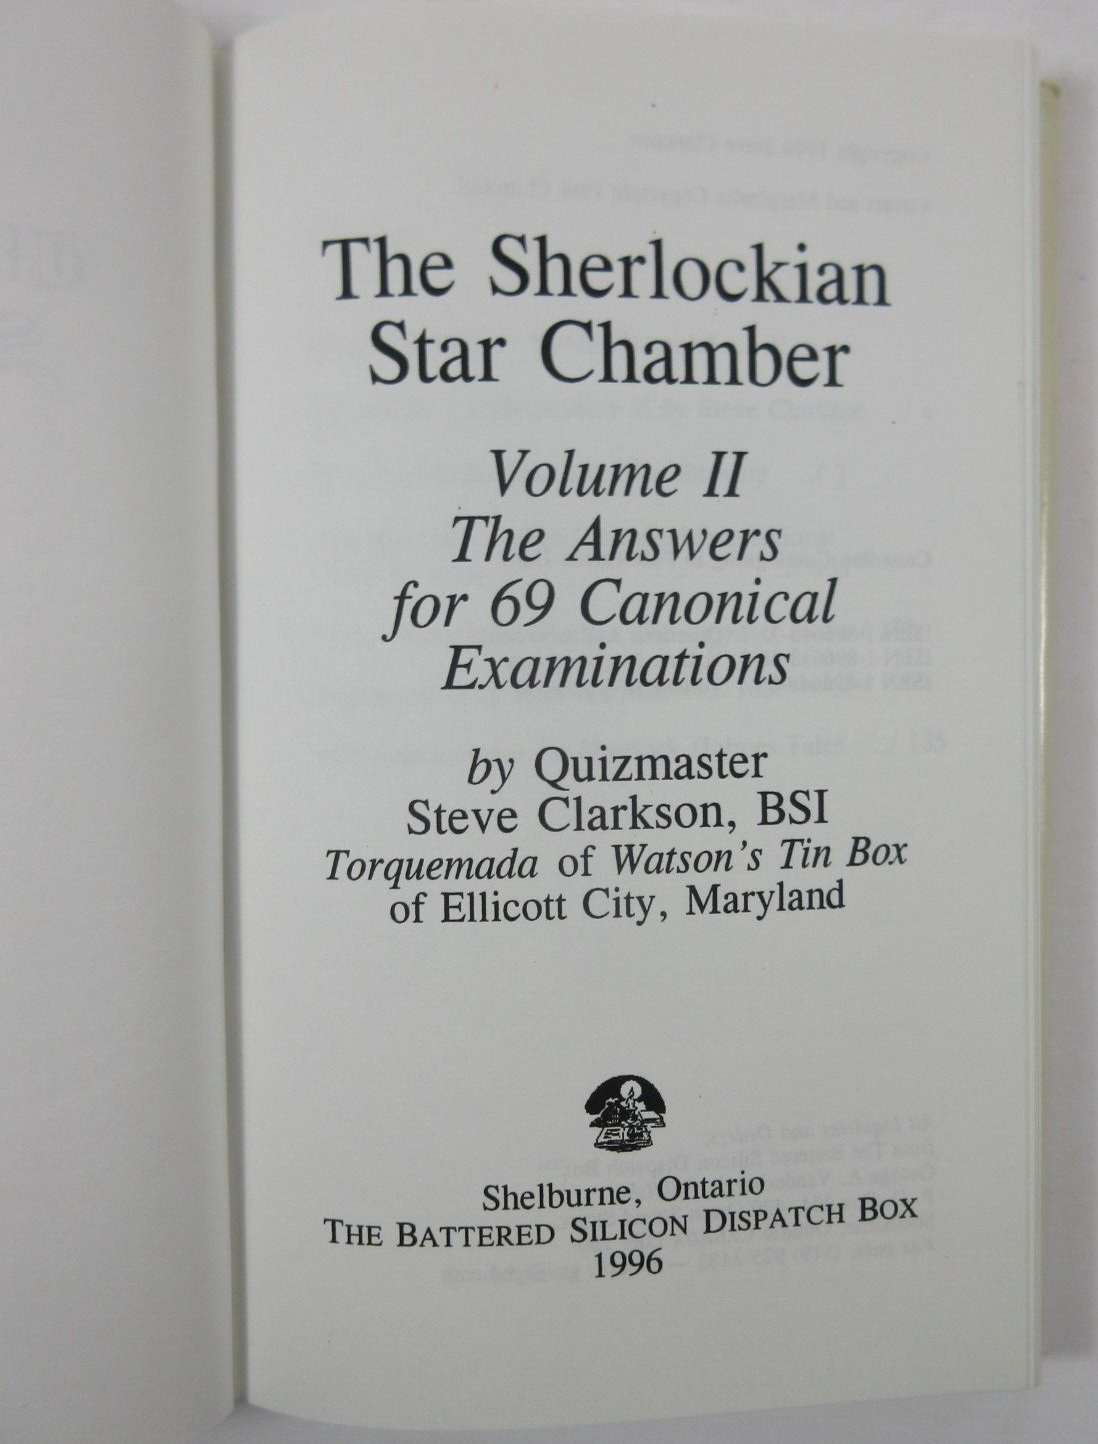 The Sherlockian
Star Chamber
Volume II
The Answers
for 69 Canonical
Examinations
by Quizmaster
Steve Clarkson, BSI
Torquemada of Watson's Tin Box
of Ellicott City, Maryland
Shelburne, Ontario
THE BATTERED SILICON DISPATCH BOX
1996